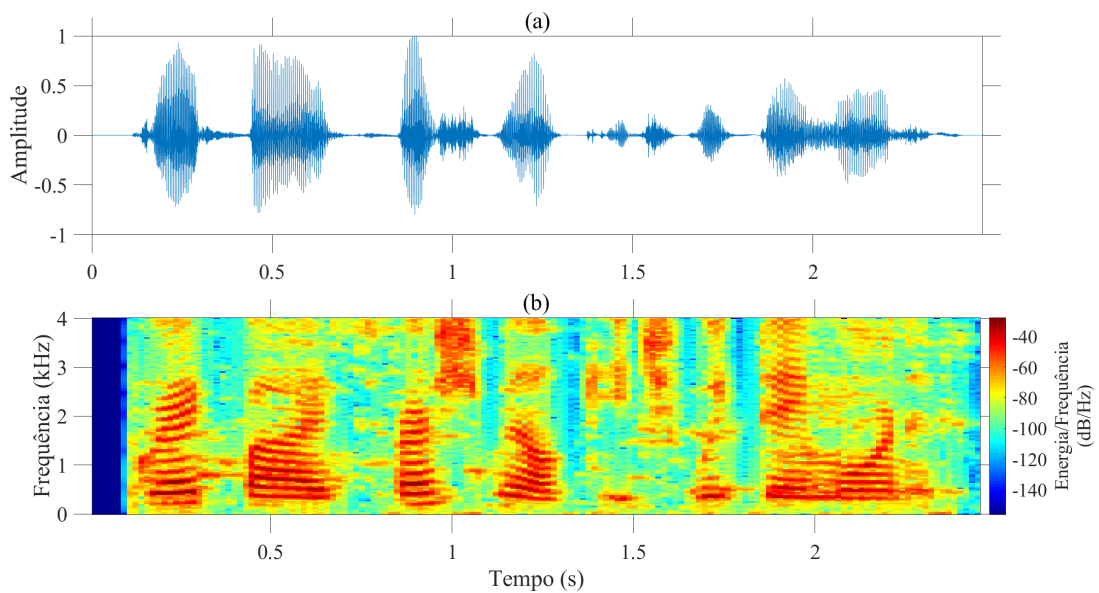 (a)
1
0.5
0
-0.5
-1
Amplitude
0 0.5 1 1.5 2
(b)
4
3
2
1
0
Frequência (kHz)
0.5 1 1.5 2
Tempo (s)
-40
-60
-80
-100
-120
-140
Energia/Frequência
(dB/Hz)